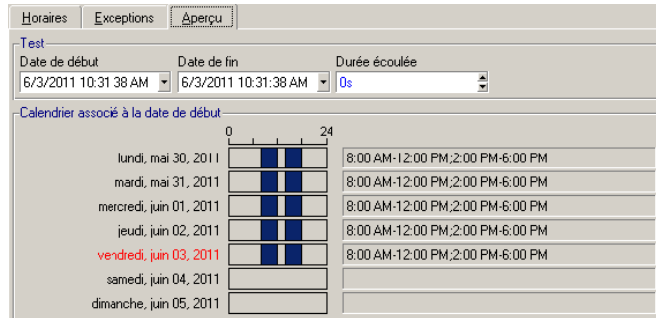 Horaires Exceptions Aperçu
Test
Date de début Date de fin Durée écoulée
6/3/2011 10:31:38 AM 6/3/2011 10:31:38 AM 0s
Calendrier associé à la date de début
0 24
lundi, mai 30, 2011 8:00 AM-12:00 PM;2:00 PM-6:00 PM
mardi, mai 31, 2011 8:00 AM-12:00 PM;2:00 PM-6:00 PM
mercredi, juin 01, 2011 8:00 AM-12:00 PM;2:00 PM-6:00 PM
jeudi, juin 02, 2011 8:00 AM-12:00 PM;2:00 PM-6:00 PM
vendredi, juin 03, 2011 8:00 AM-12:00 PM;2:00 PM-6:00 PM
samedi, juin 04, 2011
dimanche, juin 05, 2011